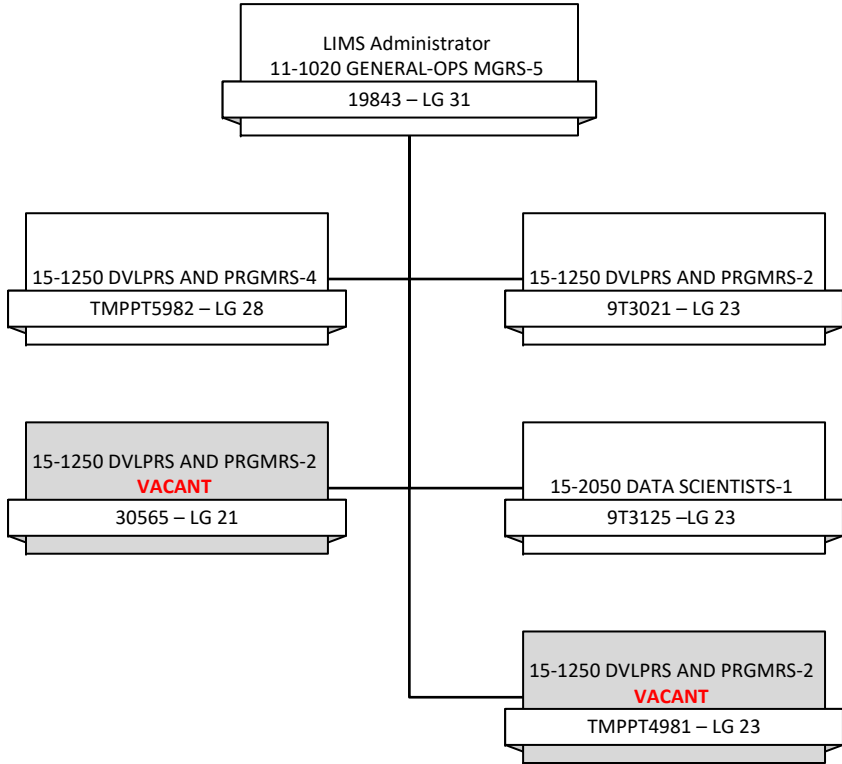 LIMS Administrator
11-1020 GENERAL-OPS MGRS-5
19843 – LG 31
15-1250 DVLPRS AND PRGMRS-4
TMPPT5982 – LG 28
15-1250 DVLPRS AND PRGMRS-2
9T3021 – LG 23
15-1250 DVLPRS AND PRGMRS-2
VACANT
30565 – LG 21
15-2050 DATA SCIENTISTS-1
9T3125 –LG 23
15-1250 DVLPRS AND PRGMRS-2
VACANT
TMPPT4981 – LG 23